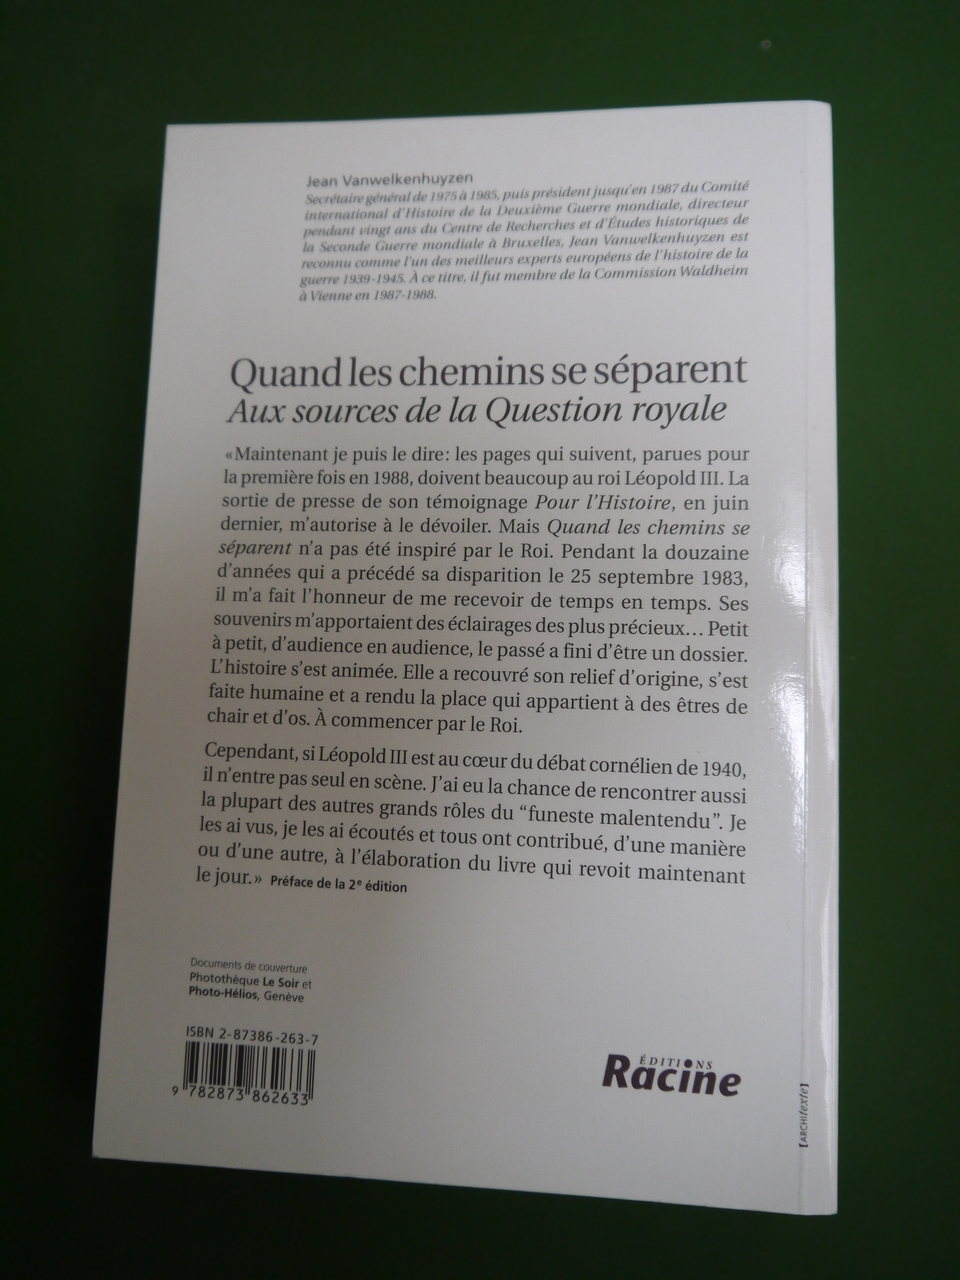 Jean Vanwelkenhuyzen
Secrétaire général de 1975 à 1985, puis président jusqu'en 1987 du Comité
international d'Histoire de la Deuxième Guerre mondiale, directeur
pendant vingt ans du Centre de Recherches et d'Études historiques de
la Seconde Guerre mondiale à Bruxelles, Jean Vanwelkenhuyzen est
reconnu comme l'un des meilleurs experts européens de l'histoire de la
guerre 1939-1945. À ce titre, il fut membre de la Commission Waldheim
à Vienne en 1987-1988.
Quand les chemins se séparent
Aux sources de la Question royale
«Maintenant je puis le dire: les pages qui suivent, parues pour
la première fois en 1988, doivent beaucoup au roi Léopold III. La
sortie de presse de son témoignage Pour l'Histoire, en juin
dernier, m'autorise à le dévoiler. Mais Quand les chemins se
séparent n'a pas été inspiré par le Roi. Pendant la douzaine
d'années qui a précédé sa disparition le 25 septembre 1983,
il m'a fait l'honneur de me recevoir de temps en temps. Ses
souvenirs m'apportaient des éclairages des plus précieux... Petit
à petit, d'audience en audience, le passé a fini d'être un dossier.
L'histoire s'est animée. Elle a recouvré son relief d'origine, s'est
faite humaine et a rendu la place qui appartient à des êtres de
chair et d'os. À commencer par le Roi.
Cependant, si Léopold III est au cœur du débat cornélien de 1940,
il n'entre pas seul en scène. J'ai eu la chance de rencontrer aussi
la plupart des autres grands rôles du "funeste malentendu". Je
les ai vus, je les ai écoutés et tous ont contribué, d'une manière
ou d'une autre, à l'élaboration du livre qui revoit maintenant
le jour.» Préface de la 2e édition
Documents de couverture
Photothèque Le Soir et
Photo-Hélios, Genève
ISBN 2-87386-263-7
9 782873 862633
ÉDITIONS
Racine
[ARCHItexte]